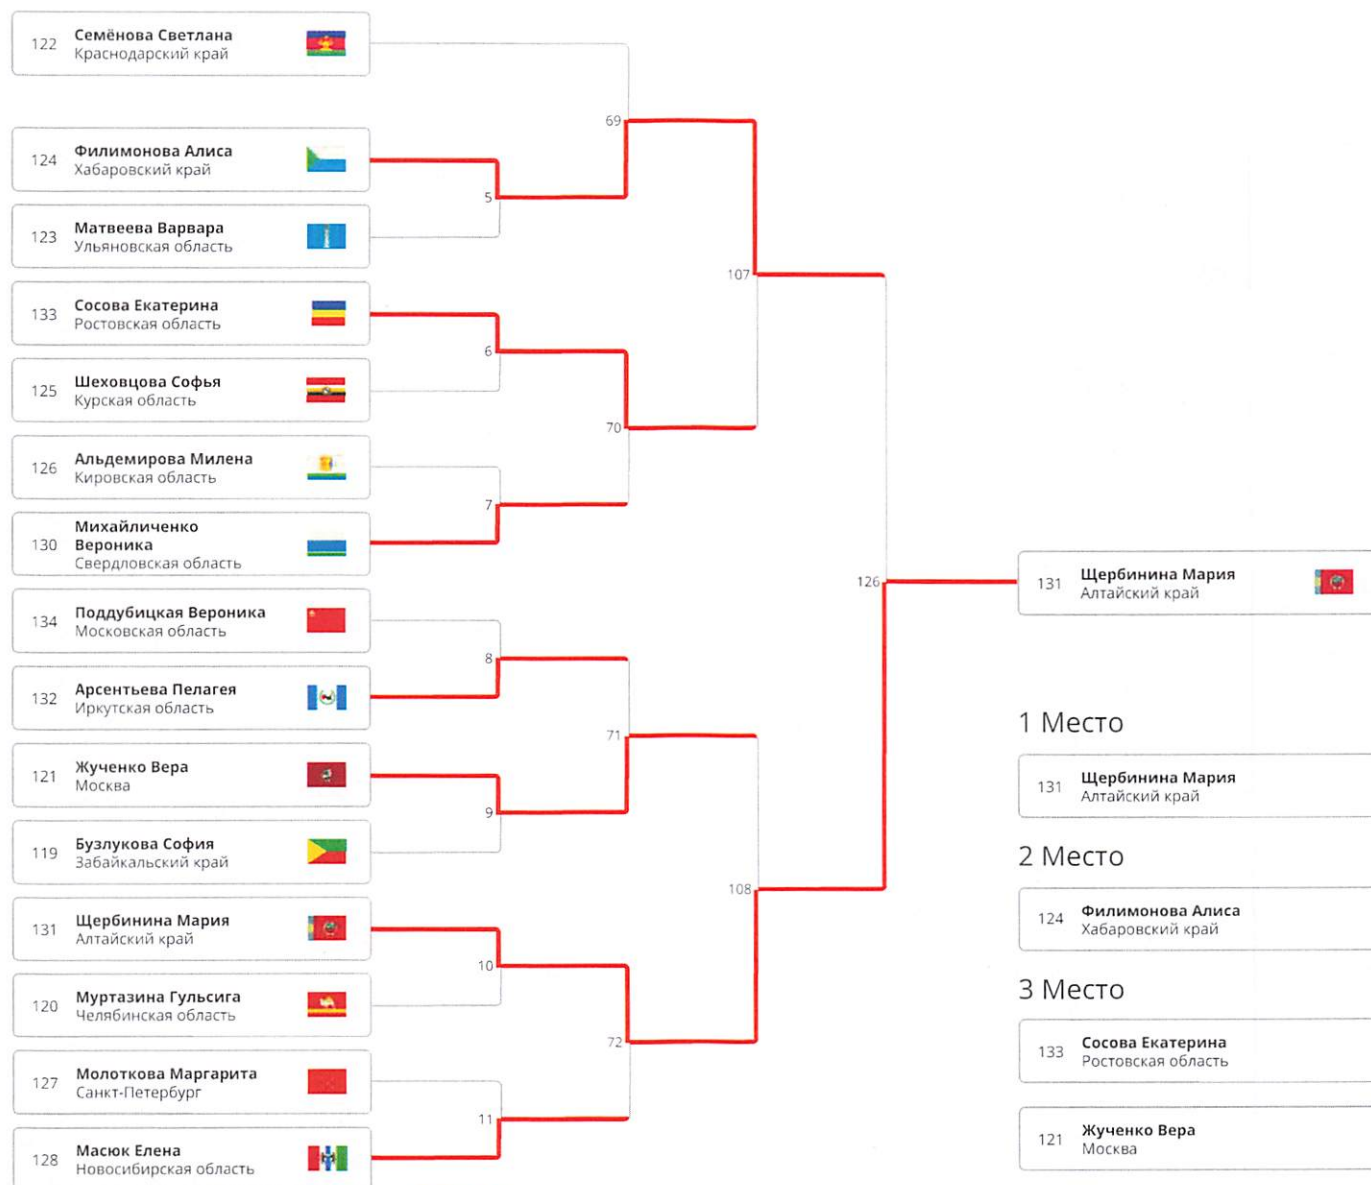 122 Семёнова Светлана
Краснодарский край
69
124 Филимонова Алиса
Хабаровский край
5
123 Матвеева Варвара
Ульяновская область
107
133 Сосова Екатерина
Ростовская область
6
125 Шеховцова Софья
Курская область
70
126 Альдемирова Милена
Кировская область
7
130 Михайличенко
Вероника
Свердловская область
126
131 Щербинина Мария
Алтайский край
134 Поддубицкая Вероника
Московская область
8
132 Арсентьева Пелагея
Иркутская область
71
121 Жученко Вера
Москва
9
119 Бузлукова София
Забайкальский край
108
131 Щербинина Мария
Алтайский край
10
120 Муртазина Гульсига
Челябинская область
72
127 Молоткова Маргарита
Санкт-Петербург
11
128 Масюк Елена
Новосибирская область
1 Место
131 Щербинина Мария
Алтайский край
2 Место
124 Филимонова Алиса
Хабаровский край
3 Место
133 Сосова Екатерина
Ростовская область
121 Жученко Вера
Москва